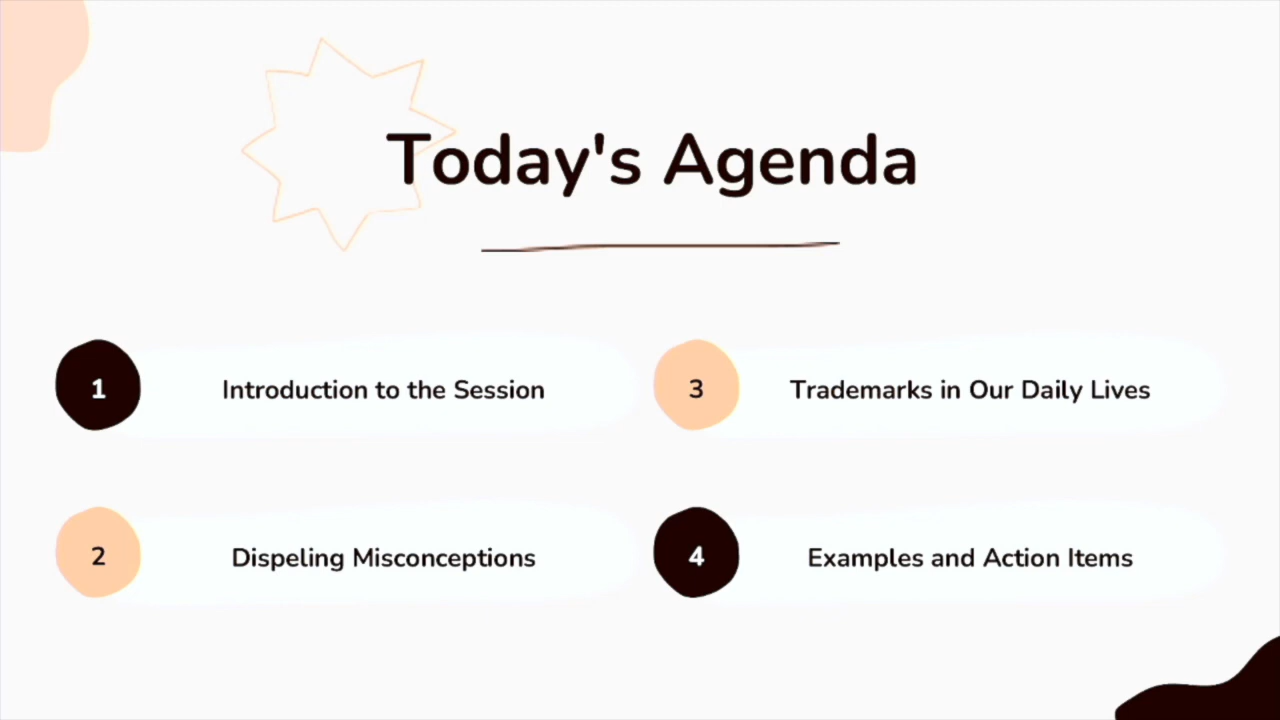 Today's Agenda
1 Introduction to the Session
2 Dispeling Misconceptions
3 Trademarks in Our Daily Lives
4 Examples and Action Items